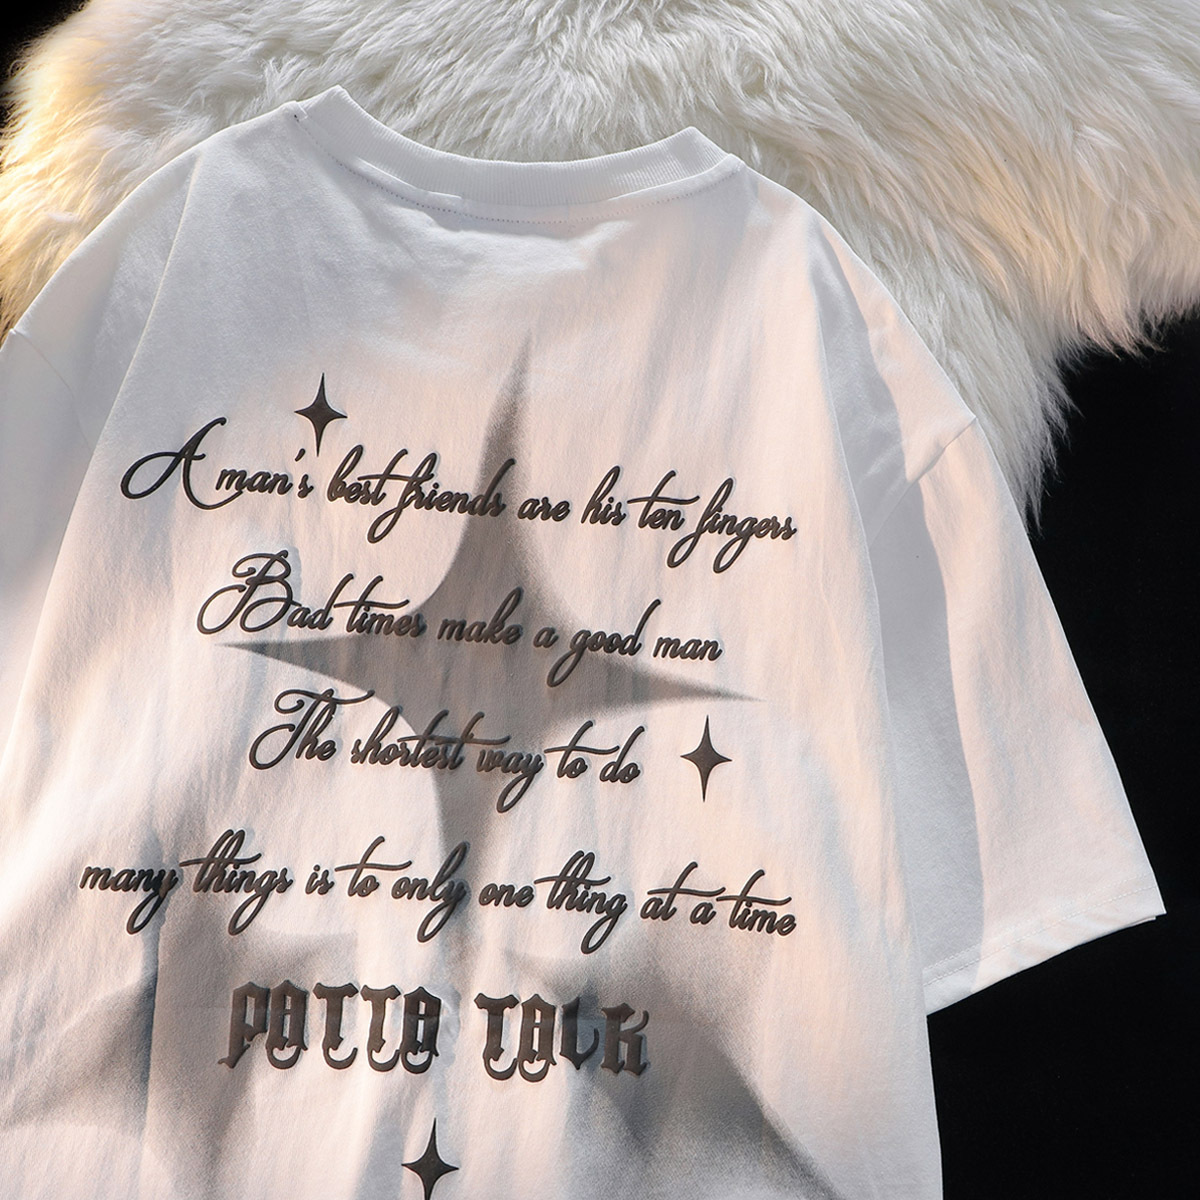 A man's best friends are his ten fingers
Bad times make a good man
The shortest way to do
many things is to only one thing at a time
PATTA TALK